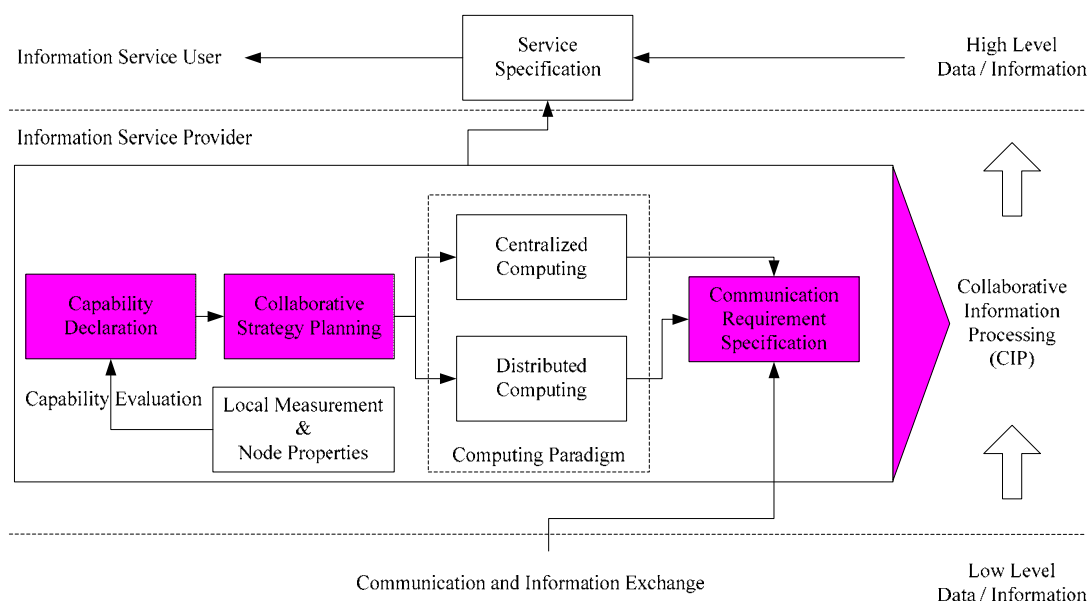 Information Service User
Service
Specification
High Level
Data / Information
Information Service Provider
Capability
Declaration
Collaborative
Strategy Planning
Centralized
Computing
Distributed
Computing
Computing Paradigm
Communication
Requirement
Specification
Capability Evaluation
Local Measurement
&
Node Properties
Collaborative
Information
Processing
(CIP)
Communication and Information Exchange
Low Level
Data / Information